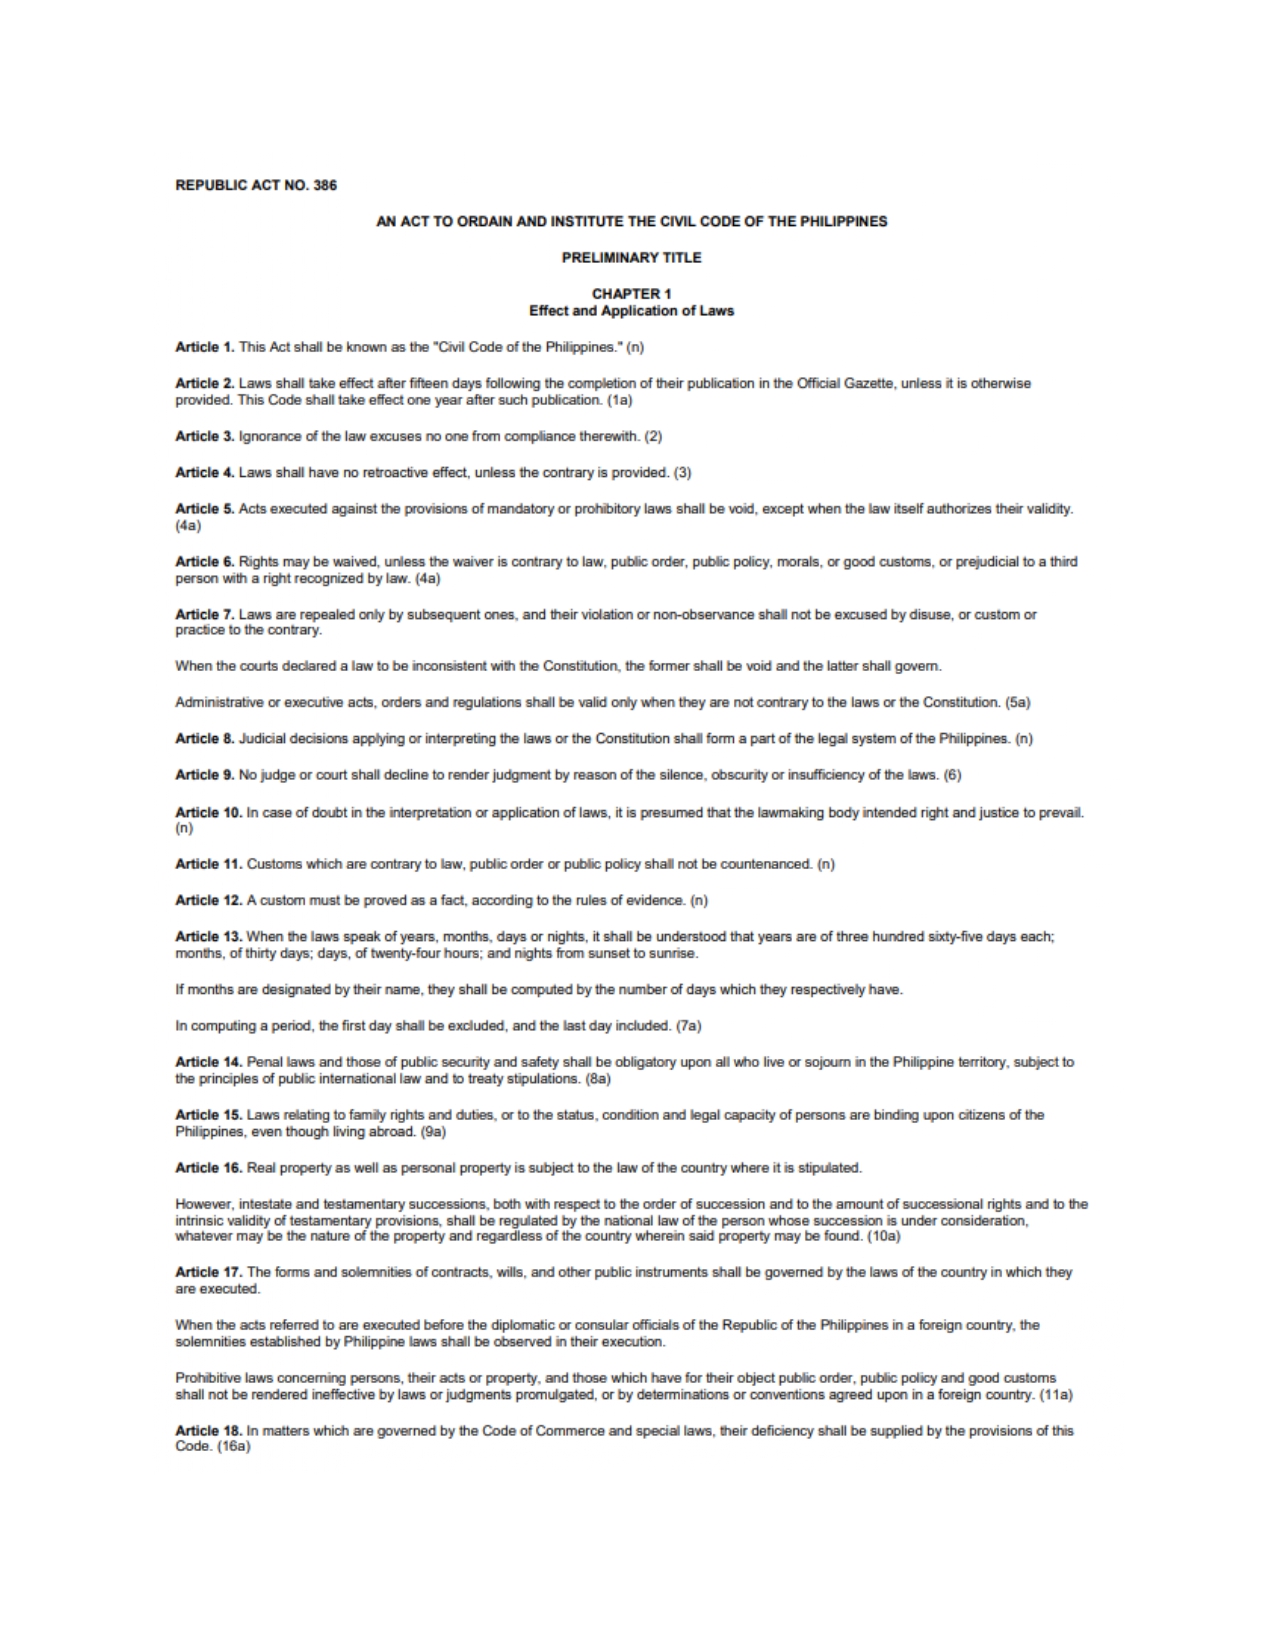 REPUBLIC ACT NO. 386
AN ACT TO ORDAIN AND INSTITUTE THE CIVIL CODE OF THE PHILIPPINES
PRELIMINARY TITLE
CHAPTER 1
Effect and Application of Laws
Article 1. This Act shall be known as the "Civil Code of the Philippines." (n)
Article 2. Laws shall take effect after fifteen days following the completion of their publication in the Official Gazette, unless it is otherwise
provided. This Code shall take effect one year after such publication. (1a)
Article 3. Ignorance of the law excuses no one from compliance therewith. (2)
Article 4. Laws shall have no retroactive effect, unless the contrary is provided. (3)
Article 5. Acts executed against the provisions of mandatory or prohibitory laws shall be void, except when the law itself authorizes their validity.
(4a)
Article 6. Rights may be waived, unless the waiver is contrary to law, public order, public policy, morals, or good customs, or prejudicial to a third
person with a right recognized by law. (4a)
Article 7. Laws are repealed only by subsequent ones, and their violation or non-observance shall not be excused by disuse, or custom or
practice to the contrary.
When the courts declared a law to be inconsistent with the Constitution, the former shall be void and the latter shall govern.
Administrative or executive acts, orders and regulations shall be valid only when they are not contrary to the laws or the Constitution. (5a)
Article 8. Judicial decisions applying or interpreting the laws or the Constitution shall form a part of the legal system of the Philippines. (n)
Article 9. No judge or court shall decline to render judgment by reason of the silence, obscurity or insufficiency of the laws. (6)
Article 10. In case of doubt in the interpretation or application of laws, it is presumed that the lawmaking body intended right and justice to prevail.
(n)
Article 11. Customs which are contrary to law, public order or public policy shall not be countenanced. (n)
Article 12. A custom must be proved as a fact, according to the rules of evidence. (n)
Article 13. When the laws speak of years, months, days or nights, it shall be understood that years are of three hundred sixty-five days each;
months, of thirty days; days, of twenty-four hours; and nights from sunset to sunrise.
If months are designated by their name, they shall be computed by the number of days which they respectively have.
In computing a period, the first day shall be excluded, and the last day included. (7a)
Article 14. Penal laws and those of public security and safety shall be obligatory upon all who live or sojourn in the Philippine territory, subject to
the principles of public international law and to treaty stipulations. (8a)
Article 15. Laws relating to family rights and duties, or to the status, condition and legal capacity of persons are binding upon citizens of the
Philippines, even though living abroad. (9a)
Article 16. Real property as well as personal property is subject to the law of the country where it is stipulated.
However, intestate and testamentary successions, both with respect to the order of succession and to the amount of successional rights and to the
intrinsic validity of testamentary provisions, shall be regulated by the national law of the person whose succession is under consideration,
whatever may be the nature of the property and regardless of the country wherein said property may be found. (10a)
Article 17. The forms and solemnities of contracts, wills, and other public instruments shall be governed by the laws of the country in which they
are executed.
When the acts referred to are executed before the diplomatic or consular officials of the Republic of the Philippines in a foreign country, the
solemnities established by Philippine laws shall be observed in their execution.
Prohibitive laws concerning persons, their acts or property, and those which have for their object public order, public policy and good customs
shall not be rendered ineffective by laws or judgments promulgated, or by determinations or conventions agreed upon in a foreign country. (11a)
Article 18. In matters which are governed by the Code of Commerce and special laws, their deficiency shall be supplied by the provisions of this
Code. (16a)